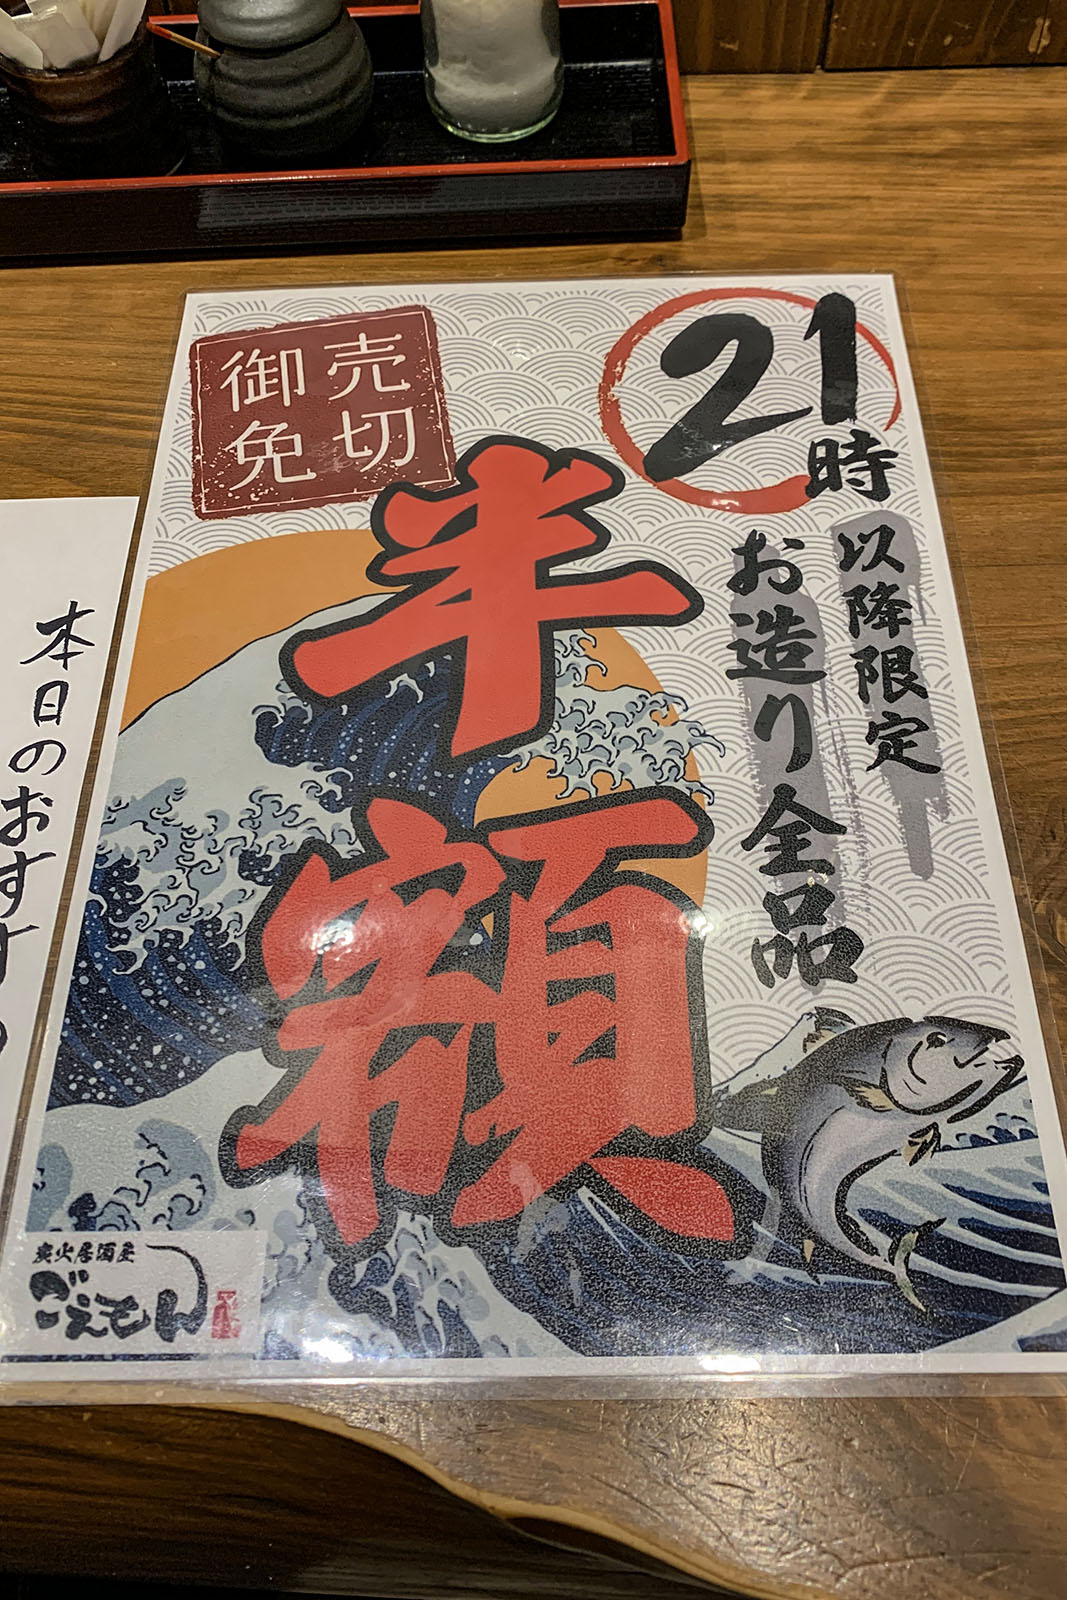 21時
以降限定
お造り全品
売切
御免
半額
炭火居酒屋
ごえもん
本日のおすす